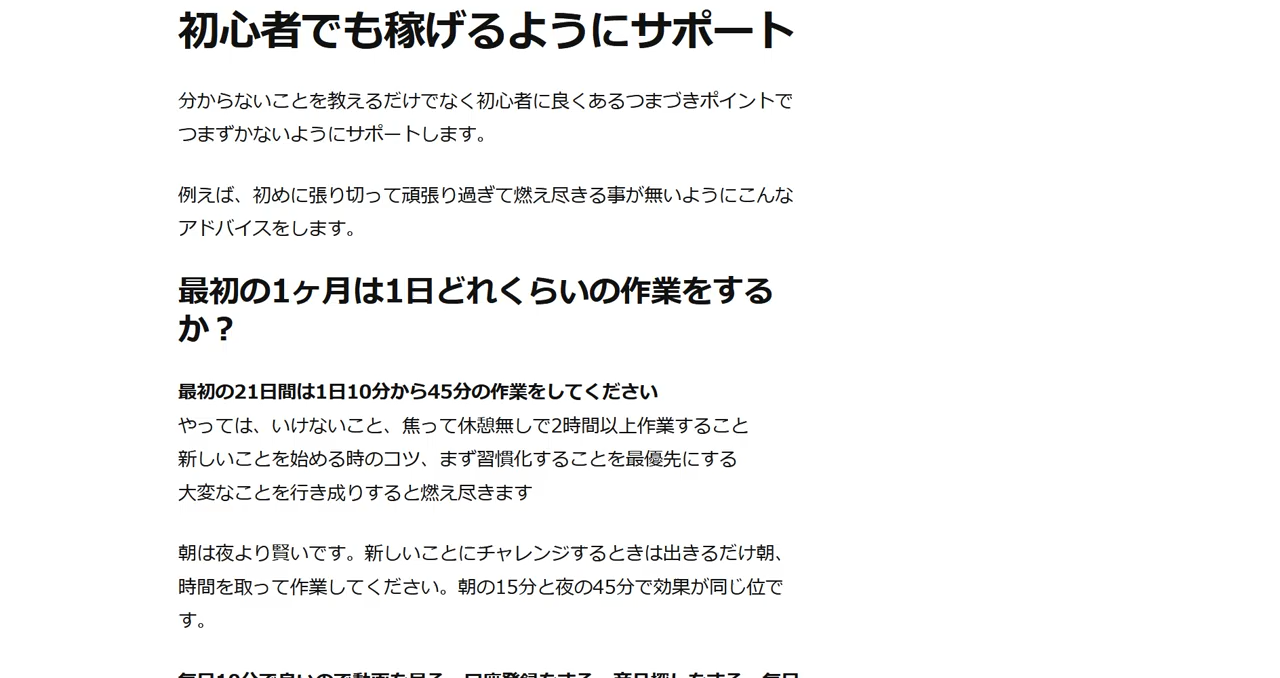 初心者でも稼げるようにサポート
分からないことを教えるだけでなく初心者に良くあるつまづきポイントで
つまずかないようにサポートします。
例えば、初めに張り切って頑張り過ぎて燃え尽きる事が無いようにこんな
アドバイスをします。
最初の1ヶ月は1日どれくらいの作業をする
か？
最初の21日間は1日10分から45分の作業をしてください
やっては、いけないこと、焦って休憩無しで2時間以上作業すること
新しいことを始める時のコツ、まず習慣化することを最優先にする
大変なことを行き成りすると燃え尽きます
朝は夜より賢いです。新しいことにチャレンジするときは出きるだけ朝、
時間を取って作業してください。朝の15分と夜の45分で効果が同じ位で
す。